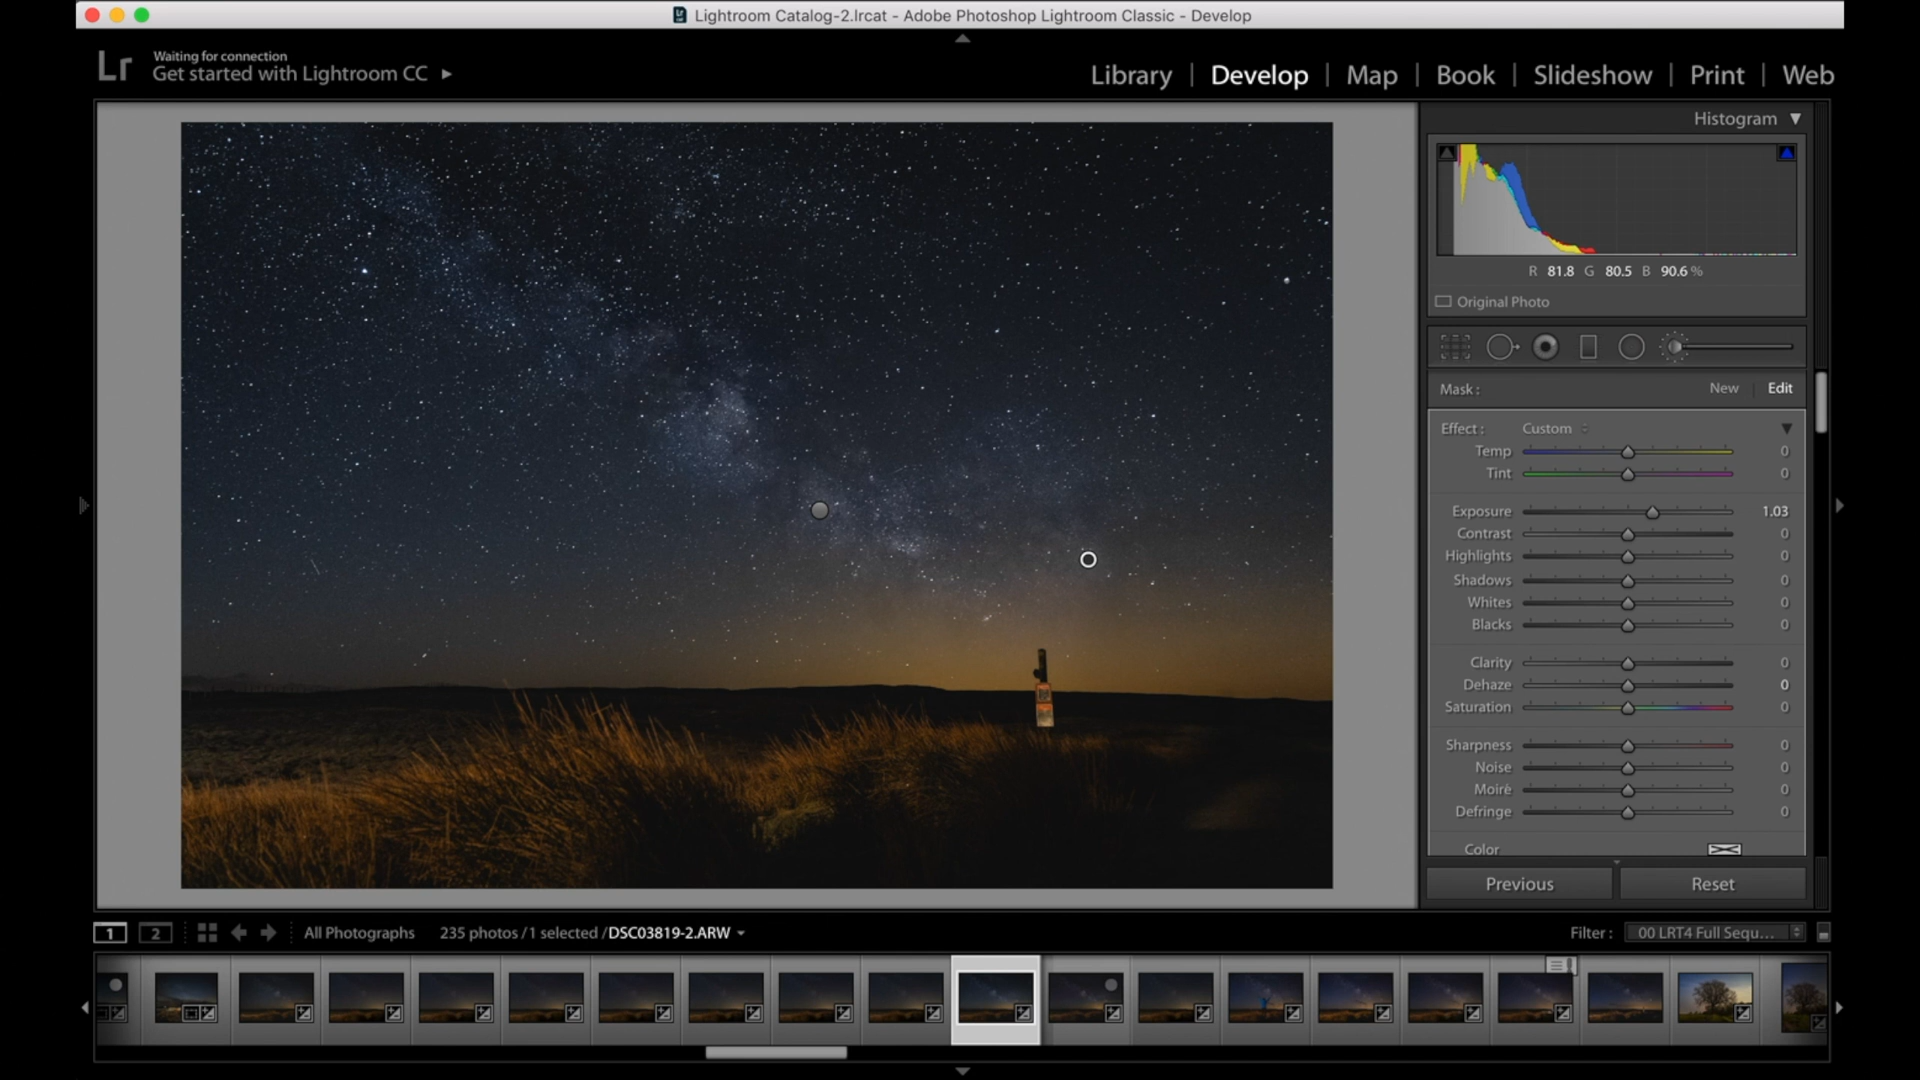 Lightroom Catalog-2.lrcat - Adobe Photoshop Lightroom Classic - Develop
Lr
Waiting for connection
Get started with Lightroom CC
Library | Develop | Map | Book | Slideshow | Print | Web
Histogram
R 81.8 G 80.5 B 90.6 %
Original Photo
Mask : New Edit
Effect : Custom
Temp 0
Tint 0
Exposure 1.03
Contrast 0
Highlights 0
Shadows 0
Whites 0
Blacks 0
Clarity 0
Dehaze 0
Saturation 0
Sharpness 0
Noise 0
Moiré 0
Defringe 0
Color
Previous Reset
1 2 All Photographs 235 photos / 1 selected / DSC03819-2.ARW Filter : 00 LRT4 Full Sequ...